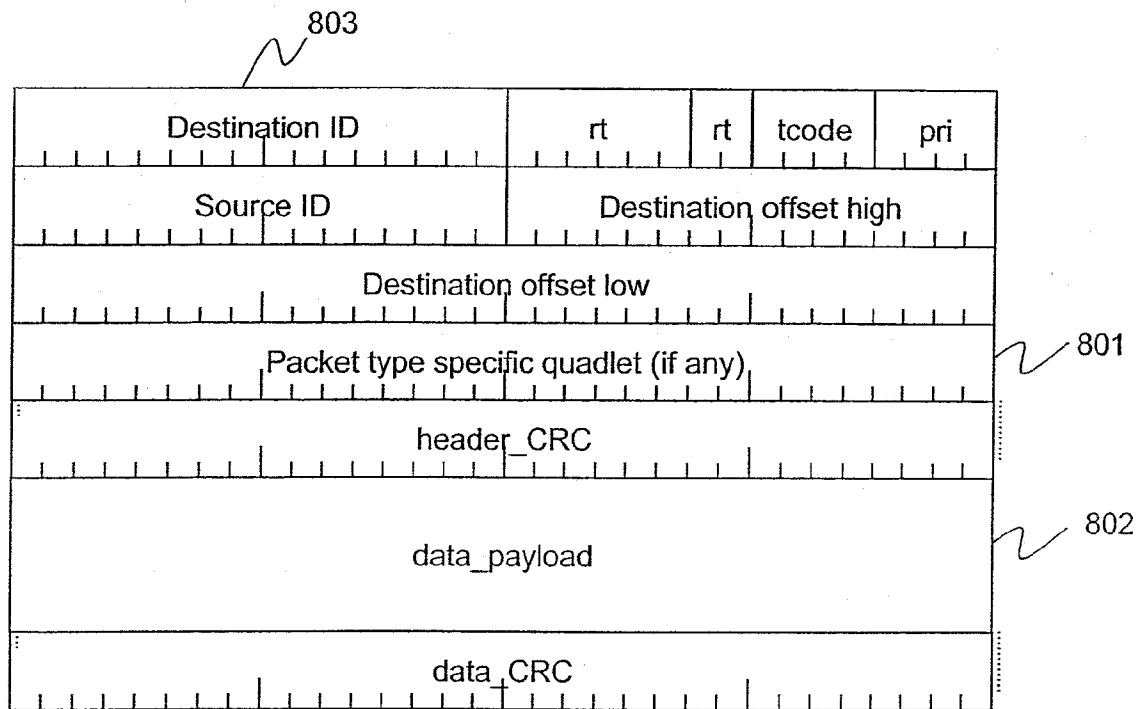 803
Destination ID rt rt tcode pri
Source ID Destination offset high
Destination offset low
Packet type specific quadlet (if any)
801
header_CRC
data_payload
802
data_CRC